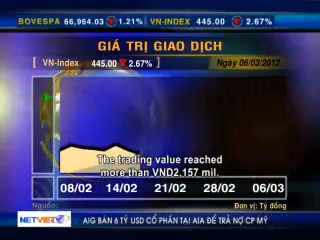 BOVESPA 66,964.03 1.21% VN-INDEX 445.00 2.67%
GIÁ TRỊ GIAO DỊCH
[ VN-Index 445.00 2.67% ] Ngày 06/03/2012
The trading value reached
more than VND2,157 mil.
08/02 14/02 21/02 28/02 06/03
Nguồn: Đơn vị: Tỷ đồng
NETVIỆT AIG BÁN 6 TỶ USD CỔ PHẦN TẠI AIA ĐỂ TRẢ NỢ CP MỸ